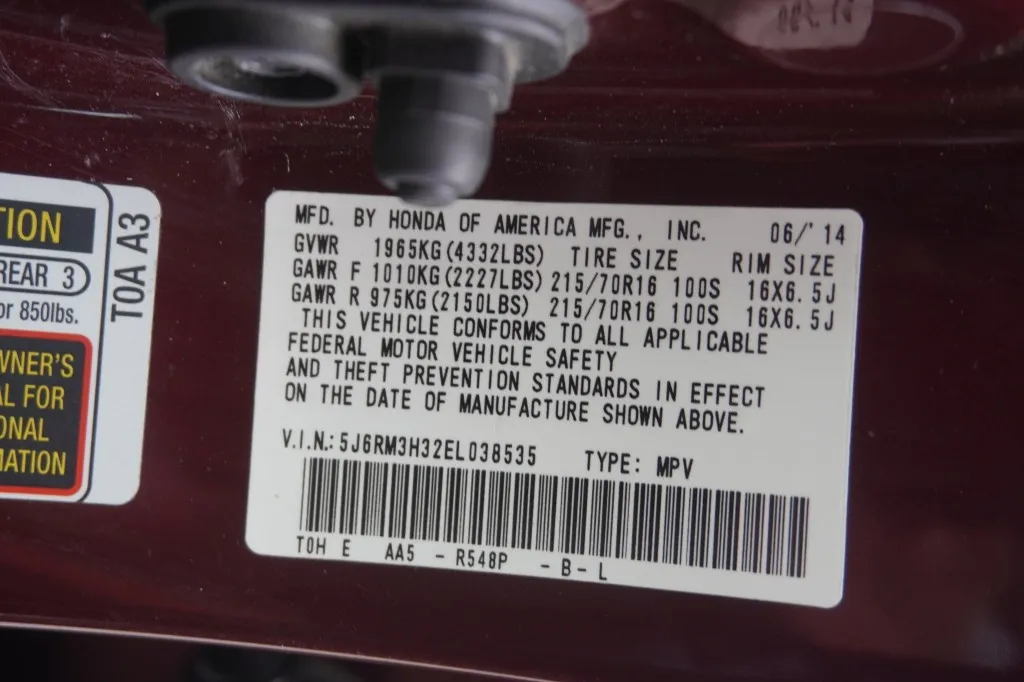 MFD. BY HONDA OF AMERICA MFG., INC. 06/'14
GVWR 1965KG(4332LBS) TIRE SIZE RIM SIZE
GAWR F 1010KG(2227LBS) 215/70R16 100S 16X6.5J
GAWR R 975KG(2150LBS) 215/70R16 100S 16X6.5J
THIS VEHICLE CONFORMS TO ALL APPLICABLE
FEDERAL MOTOR VEHICLE SAFETY
AND THEFT PREVENTION STANDARDS IN EFFECT
ON THE DATE OF MANUFACTURE SHOWN ABOVE.
V.I.N.: 5J6RM3H32EL038535 TYPE: MPV
TOH E AA5 - R548P - B - L
TION
REAR 3
or 850lbs.
WNER'S
AL FOR
ONAL
MATION
TOA A3